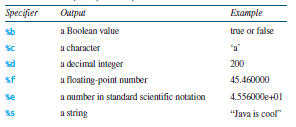 Specifier Output Example
%b a Boolean value true or false
%c a character ‘a’
%d a decimal integer 200
%f a floating-point number 45.460000
%e a number in standard scientific notation 4.556000e+01
%s a string “Java is cool”